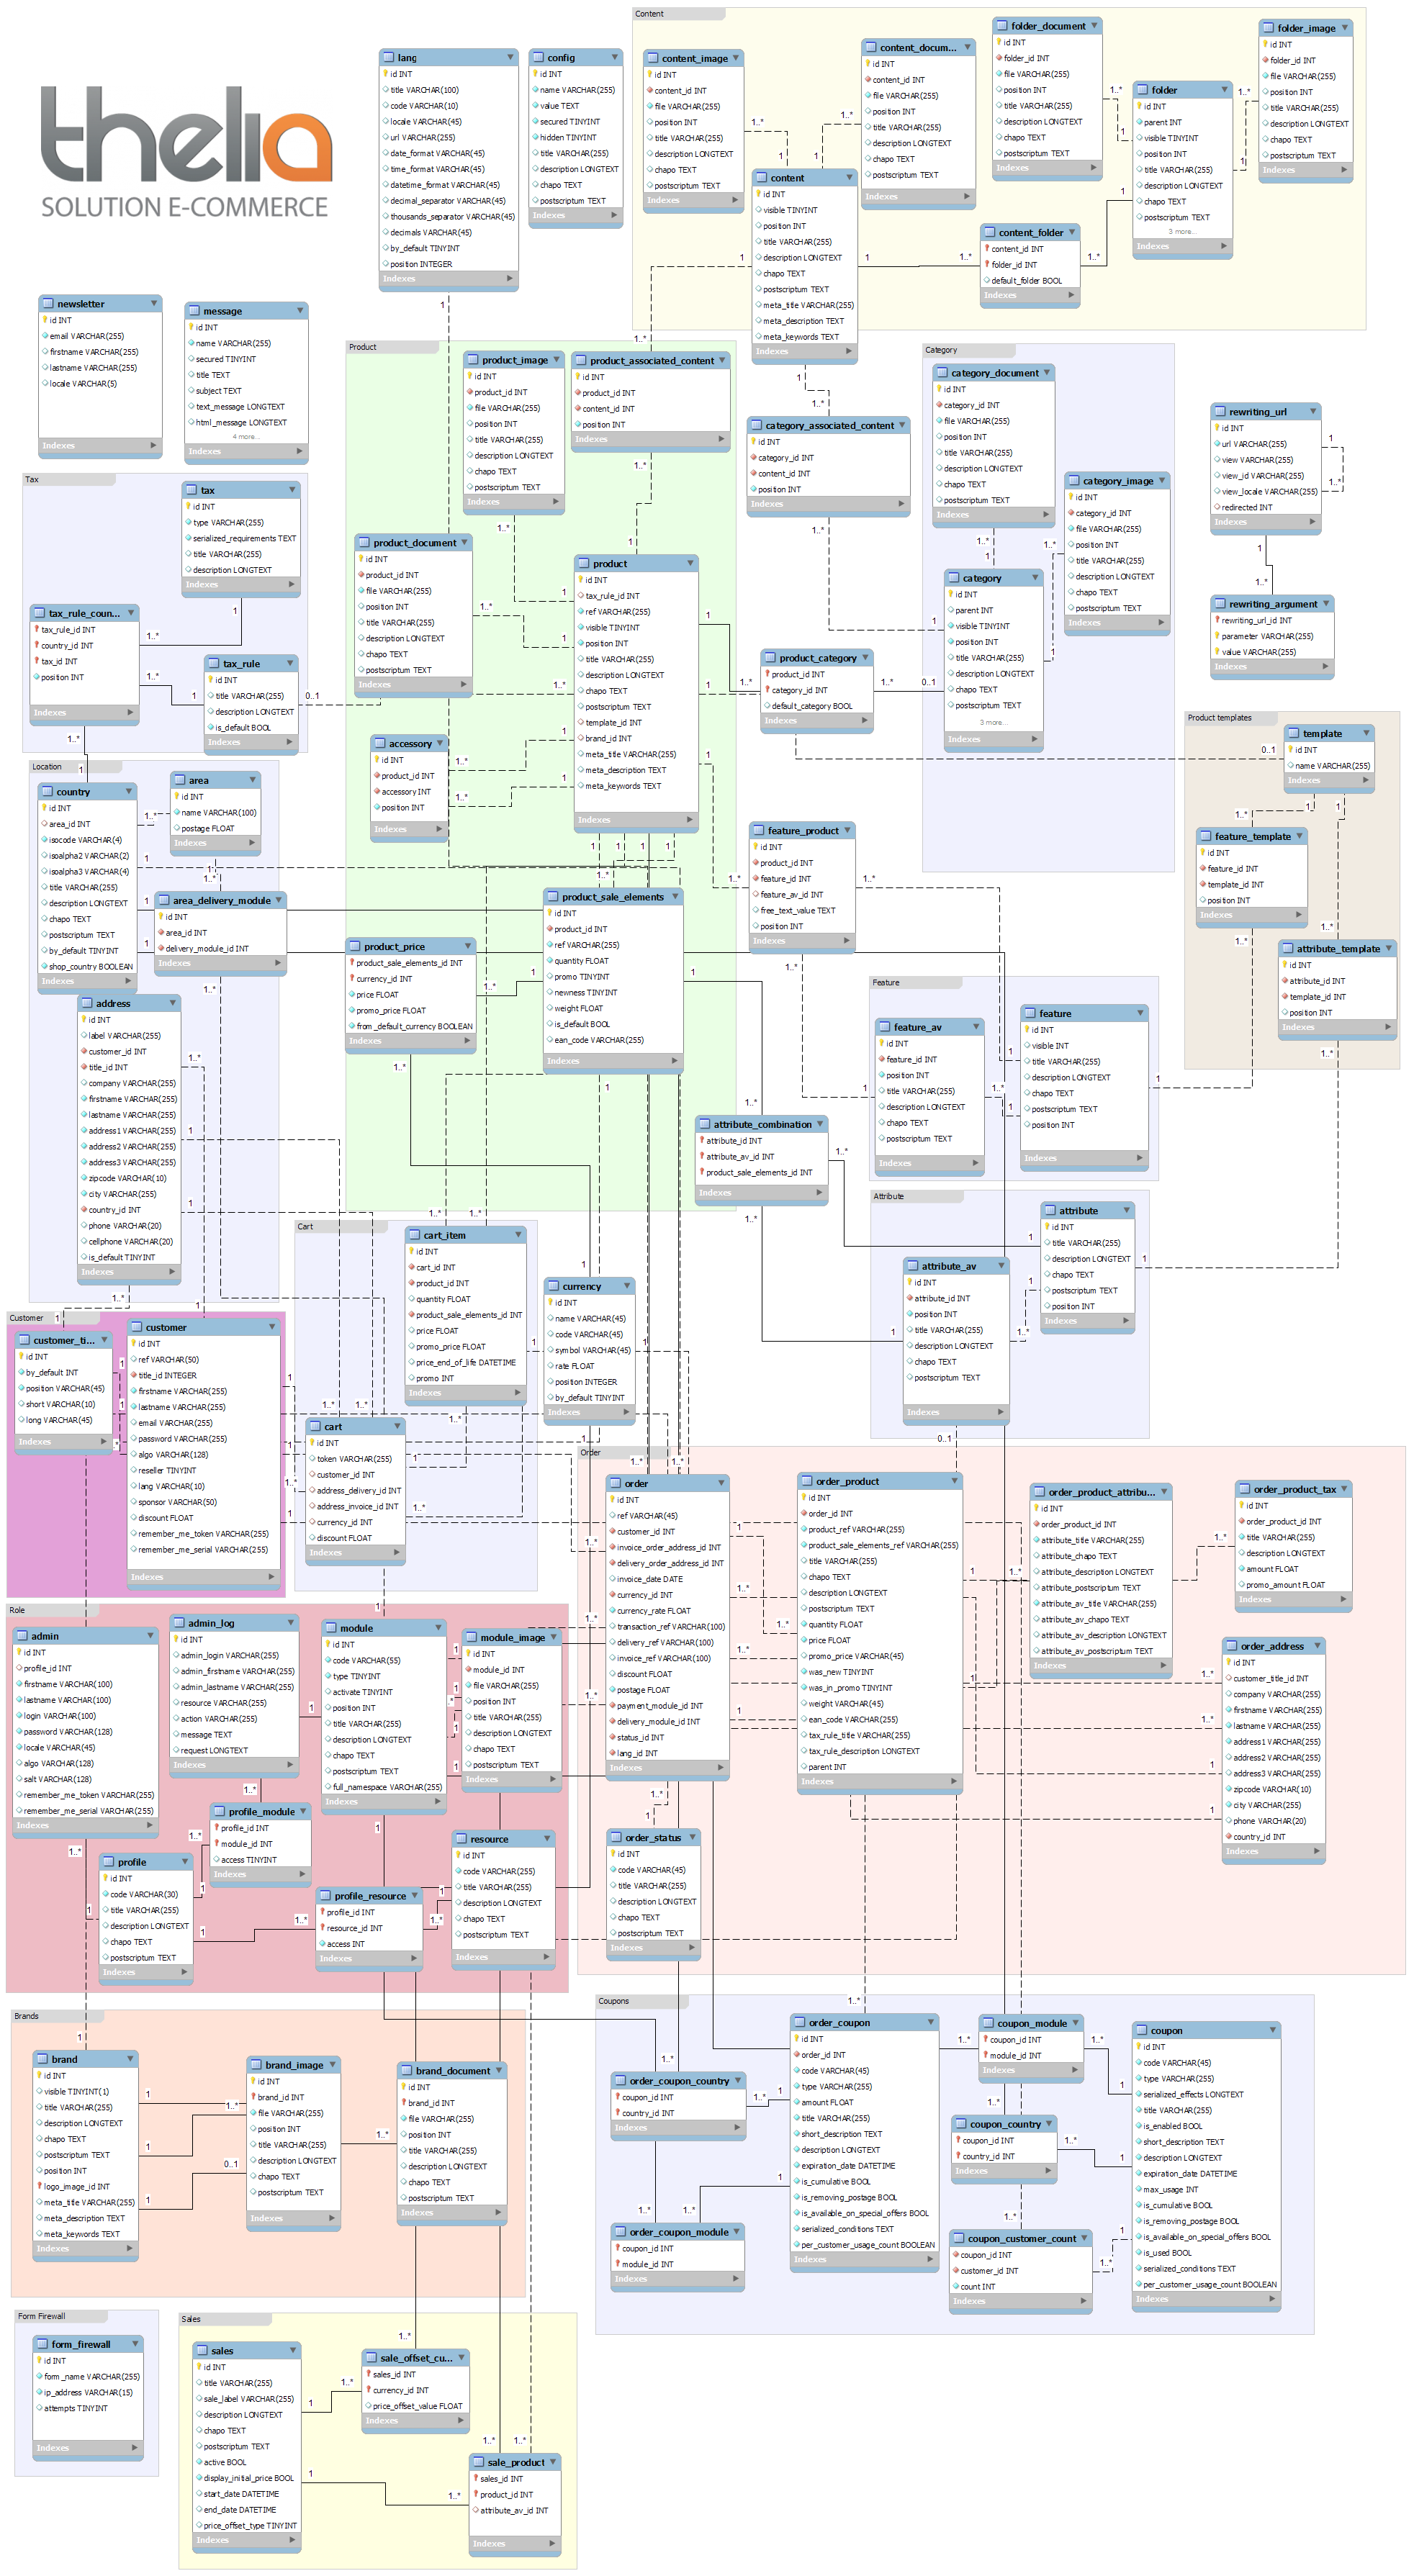 thelia
SOLUTION E-COMMERCE
lang
id INT
title VARCHAR(100)
code VARCHAR(10)
locale VARCHAR(45)
url VARCHAR(255)
date_format VARCHAR(45)
time_format VARCHAR(45)
datetime_format VARCHAR(45)
decimal_separator VARCHAR(45)
thousands_separator VARCHAR(45)
decimals VARCHAR(45)
by_default TINYINT
position INTEGER
Indexes
config
id INT
name VARCHAR(255)
value TEXT
secured TINYINT
hidden TINYINT
title VARCHAR(255)
description LONGTEXT
chapo TEXT
postscriptum TEXT
Indexes
Content
content_image
id INT
content_id INT
file VARCHAR(255)
position INT
title VARCHAR(255)
description LONGTEXT
chapo TEXT
postscriptum TEXT
Indexes
content_docum...
id INT
content_id INT
file VARCHAR(255)
position INT
title VARCHAR(255)
description LONGTEXT
chapo TEXT
postscriptum TEXT
Indexes
folder_document
id INT
folder_id INT
file VARCHAR(255)
position INT
title VARCHAR(255)
description LONGTEXT
chapo TEXT
postscriptum TEXT
Indexes
folder
id INT
parent INT
visible TINYINT
position INT
title VARCHAR(255)
description LONGTEXT
chapo TEXT
postscriptum TEXT
3 more...
Indexes
folder_image
id INT
folder_id INT
file VARCHAR(255)
position INT
title VARCHAR(255)
description LONGTEXT
chapo TEXT
postscriptum TEXT
Indexes
content
id INT
visible TINYINT
position INT
title VARCHAR(255)
description LONGTEXT
chapo TEXT
postscriptum TEXT
meta_title VARCHAR(255)
meta_description TEXT
meta_keywords TEXT
Indexes
content_folder
content_id INT
folder_id INT
default_folder BOOL
Indexes
newsletter
id INT
email VARCHAR(255)
firstname VARCHAR(255)
lastname VARCHAR(255)
locale VARCHAR(5)
Indexes
message
id INT
name VARCHAR(255)
secured TINYINT
title TEXT
subject TEXT
text_message LONGTEXT
html_message LONGTEXT
4 more...
Indexes
Product
product_image
id INT
product_id INT
file VARCHAR(255)
position INT
title VARCHAR(255)
description LONGTEXT
chapo TEXT
postscriptum TEXT
Indexes
product_associated_content
id INT
product_id INT
content_id INT
position INT
Indexes
category_associated_content
id INT
category_id INT
content_id INT
position INT
Indexes
Category
category_document
id INT
category_id INT
file VARCHAR(255)
position INT
title VARCHAR(255)
description LONGTEXT
chapo TEXT
postscriptum TEXT
Indexes
category_image
id INT
category_id INT
file VARCHAR(255)
position INT
title VARCHAR(255)
description LONGTEXT
chapo TEXT
postscriptum TEXT
Indexes
rewriting_url
id INT
url VARCHAR(255)
view VARCHAR(255)
view_id VARCHAR(255)
view_locale VARCHAR(255)
redirected INT
Indexes
rewriting_argument
rewriting_url_id INT
parameter VARCHAR(255)
value VARCHAR(255)
Indexes
Tax
tax
id INT
type VARCHAR(255)
serialized_requirements TEXT
title VARCHAR(255)
description LONGTEXT
Indexes
tax_rule_coun...
tax_rule_id INT
country_id INT
tax_id INT
position INT
Indexes
tax_rule
id INT
title VARCHAR(255)
description LONGTEXT
is_default BOOL
Indexes
product_document
id INT
product_id INT
file VARCHAR(255)
position INT
title VARCHAR(255)
description LONGTEXT
chapo TEXT
postscriptum TEXT
Indexes
product
id INT
tax_rule_id INT
ref VARCHAR(255)
visible TINYINT
position INT
title VARCHAR(255)
description LONGTEXT
chapo TEXT
postscriptum TEXT
template_id INT
brand_id INT
meta_title VARCHAR(255)
meta_description TEXT
meta_keywords TEXT
Indexes
product_category
product_id INT
category_id INT
default_category BOOL
Indexes
category
id INT
parent INT
visible TINYINT
position INT
title VARCHAR(255)
description LONGTEXT
chapo TEXT
postscriptum TEXT
3 more...
Indexes
accessory
id INT
product_id INT
accessory INT
position INT
Indexes
Product templates
template
id INT
name VARCHAR(255)
Indexes
feature_template
id INT
feature_id INT
template_id INT
position INT
Indexes
attribute_template
id INT
attribute_id INT
template_id INT
position INT
Indexes
Location
country
id INT
area_id INT
isocode VARCHAR(4)
isoalpha2 VARCHAR(2)
isoalpha3 VARCHAR(4)
title VARCHAR(255)
description LONGTEXT
chapo TEXT
postscriptum TEXT
by_default TINYINT
shop_country BOOLEAN
Indexes
area
id INT
name VARCHAR(100)
postage FLOAT
Indexes
area_delivery_module
id INT
area_id INT
delivery_module_id INT
Indexes
address
id INT
label VARCHAR(255)
customer_id INT
title_id INT
company VARCHAR(255)
firstname VARCHAR(255)
lastname VARCHAR(255)
address1 VARCHAR(255)
address2 VARCHAR(255)
address3 VARCHAR(255)
zipcode VARCHAR(10)
city VARCHAR(255)
country_id INT
phone VARCHAR(20)
cellphone VARCHAR(20)
is_default TINYINT
Indexes
product_price
product_sale_elements_id INT
currency_id INT
price FLOAT
promo_price FLOAT
from_default_currency BOOLEAN
Indexes
product_sale_elements
id INT
product_id INT
ref VARCHAR(255)
quantity FLOAT
promo TINYINT
newness TINYINT
weight FLOAT
is_default BOOL
ean_code VARCHAR(255)
Indexes
feature_product
id INT
product_id INT
feature_id INT
feature_av_id INT
free_text_value TEXT
position INT
Indexes
Feature
feature_av
id INT
feature_id INT
position INT
title VARCHAR(255)
description LONGTEXT
chapo TEXT
postscriptum TEXT
Indexes
feature
id INT
visible INT
title VARCHAR(255)
description LONGTEXT
chapo TEXT
postscriptum TEXT
position INT
Indexes
attribute_combination
attribute_id INT
attribute_av_id INT
product_sale_elements_id INT
Indexes
Attribute
attribute
id INT
title VARCHAR(255)
description LONGTEXT
chapo TEXT
postscriptum TEXT
position INT
Indexes
attribute_av
id INT
attribute_id INT
position INT
title VARCHAR(255)
description LONGTEXT
chapo TEXT
postscriptum TEXT
Indexes
Cart
cart_item
id INT
cart_id INT
product_id INT
quantity FLOAT
product_sale_elements_id INT
price FLOAT
promo_price FLOAT
price_end_of_life DATETIME
promo INT
Indexes
currency
id INT
name VARCHAR(45)
code VARCHAR(45)
symbol VARCHAR(45)
rate FLOAT
position INTEGER
by_default TINYINT
Indexes
cart
id INT
token VARCHAR(255)
customer_id INT
address_delivery_id INT
address_invoice_id INT
currency_id INT
discount FLOAT
Indexes
Customer
customer_ti...
id INT
by_default INT
position VARCHAR(45)
short VARCHAR(10)
long VARCHAR(45)
Indexes
customer
id INT
ref VARCHAR(50)
title_id INTEGER
firstname VARCHAR(255)
lastname VARCHAR(255)
email VARCHAR(255)
password VARCHAR(255)
algo VARCHAR(128)
reseller TINYINT
lang VARCHAR(10)
sponsor VARCHAR(50)
discount FLOAT
remember_me_token VARCHAR(255)
remember_me_serial VARCHAR(255)
Indexes
Order
order
id INT
ref VARCHAR(45)
customer_id INT
invoice_order_address_id INT
delivery_order_address_id INT
invoice_date DATE
currency_id INT
currency_rate FLOAT
transaction_ref VARCHAR(100)
delivery_ref VARCHAR(100)
invoice_ref VARCHAR(100)
discount FLOAT
postage FLOAT
payment_module_id INT
delivery_module_id INT
status_id INT
lang_id INT
Indexes
order_product
id INT
order_id INT
product_ref VARCHAR(255)
product_sale_elements_ref VARCHAR(255)
title VARCHAR(255)
chapo TEXT
description LONGTEXT
postscriptum TEXT
quantity FLOAT
price FLOAT
promo_price VARCHAR(45)
was_new TINYINT
was_in_promo TINYINT
weight VARCHAR(45)
ean_code VARCHAR(255)
tax_rule_title VARCHAR(255)
tax_rule_description LONGTEXT
parent INT
Indexes
order_product_attribu...
id INT
order_product_id INT
attribute_title VARCHAR(255)
attribute_chapo TEXT
attribute_description LONGTEXT
attribute_postscriptum TEXT
attribute_av_title VARCHAR(255)
attribute_av_chapo TEXT
attribute_av_description LONGTEXT
attribute_av_postscriptum TEXT
Indexes
order_product_tax
id INT
order_product_id INT
title VARCHAR(255)
description LONGTEXT
amount FLOAT
promo_amount FLOAT
Indexes
order_address
id INT
customer_title_id INT
company VARCHAR(255)
firstname VARCHAR(255)
lastname VARCHAR(255)
address1 VARCHAR(255)
address2 VARCHAR(255)
address3 VARCHAR(255)
zipcode VARCHAR(10)
city VARCHAR(255)
phone VARCHAR(20)
country_id INT
Indexes
order_status
id INT
code VARCHAR(45)
title VARCHAR(255)
description LONGTEXT
chapo TEXT
postscriptum TEXT
Indexes
Role
admin
id INT
profile_id INT
firstname VARCHAR(100)
lastname VARCHAR(100)
login VARCHAR(100)
password VARCHAR(128)
locale VARCHAR(45)
algo VARCHAR(128)
salt VARCHAR(128)
remember_me_token VARCHAR(255)
remember_me_serial VARCHAR(255)
Indexes
admin_log
id INT
admin_login VARCHAR(255)
admin_firstname VARCHAR(255)
admin_lastname VARCHAR(255)
resource VARCHAR(255)
action VARCHAR(255)
message TEXT
request LONGTEXT
Indexes
module
id INT
code VARCHAR(55)
type TINYINT
activate TINYINT
position INT
title VARCHAR(255)
description LONGTEXT
chapo TEXT
postscriptum TEXT
full_namespace VARCHAR(255)
Indexes
module_image
id INT
module_id INT
file VARCHAR(255)
position INT
title VARCHAR(255)
description LONGTEXT
chapo TEXT
postscriptum TEXT
Indexes
profile_module
profile_id INT
module_id INT
access TINYINT
Indexes
profile
id INT
code VARCHAR(30)
title VARCHAR(255)
description LONGTEXT
chapo TEXT
postscriptum TEXT
Indexes
profile_resource
profile_id INT
resource_id INT
access INT
Indexes
resource
id INT
code VARCHAR(255)
title VARCHAR(255)
description LONGTEXT
chapo TEXT
postscriptum TEXT
Indexes
Brands
brand
id INT
visible TINYINT(1)
title VARCHAR(255)
description LONGTEXT
chapo TEXT
postscriptum TEXT
position INT
logo_image_id INT
meta_title VARCHAR(255)
meta_description TEXT
meta_keywords TEXT
Indexes
brand_image
id INT
brand_id INT
file VARCHAR(255)
position INT
title VARCHAR(255)
description LONGTEXT
chapo TEXT
postscriptum TEXT
Indexes
brand_document
id INT
brand_id INT
file VARCHAR(255)
position INT
title VARCHAR(255)
description LONGTEXT
chapo TEXT
postscriptum TEXT
Indexes
Coupons
order_coupon
id INT
order_id INT
code VARCHAR(45)
type VARCHAR(255)
amount FLOAT
title VARCHAR(255)
short_description TEXT
description LONGTEXT
expiration_date DATETIME
is_cumulative BOOL
is_removing_postage BOOL
is_available_on_special_offers BOOL
serialized_conditions TEXT
per_customer_usage_count BOOLEAN
Indexes
coupon_module
coupon_id INT
module_id INT
Indexes
coupon
id INT
code VARCHAR(45)
type VARCHAR(255)
serialized_effects LONGTEXT
title VARCHAR(255)
is_enabled BOOL
short_description TEXT
description LONGTEXT
expiration_date DATETIME
max_usage INT
is_cumulative BOOL
is_removing_postage BOOL
is_available_on_special_offers BOOL
is_used BOOL
serialized_conditions TEXT
per_customer_usage_count BOOLEAN
Indexes
order_coupon_country
coupon_id INT
country_id INT
Indexes
coupon_country
coupon_id INT
country_id INT
Indexes
order_coupon_module
coupon_id INT
module_id INT
Indexes
coupon_customer_count
coupon_id INT
customer_id INT
count INT
Indexes
Form Firewall
form_firewall
id INT
form_name VARCHAR(255)
ip_address VARCHAR(15)
attempts TINYINT
Indexes
Sales
sales
id INT
title VARCHAR(255)
sale_label VARCHAR(255)
description LONGTEXT
chapo TEXT
postscriptum TEXT
active BOOL
display_initial_price BOOL
start_date DATETIME
end_date DATETIME
price_offset_type TINYINT
Indexes
sale_offset_cu...
sales_id INT
currency_id INT
price_offset_value FLOAT
Indexes
sale_product
sales_id INT
product_id INT
attribute_av_id INT
Indexes